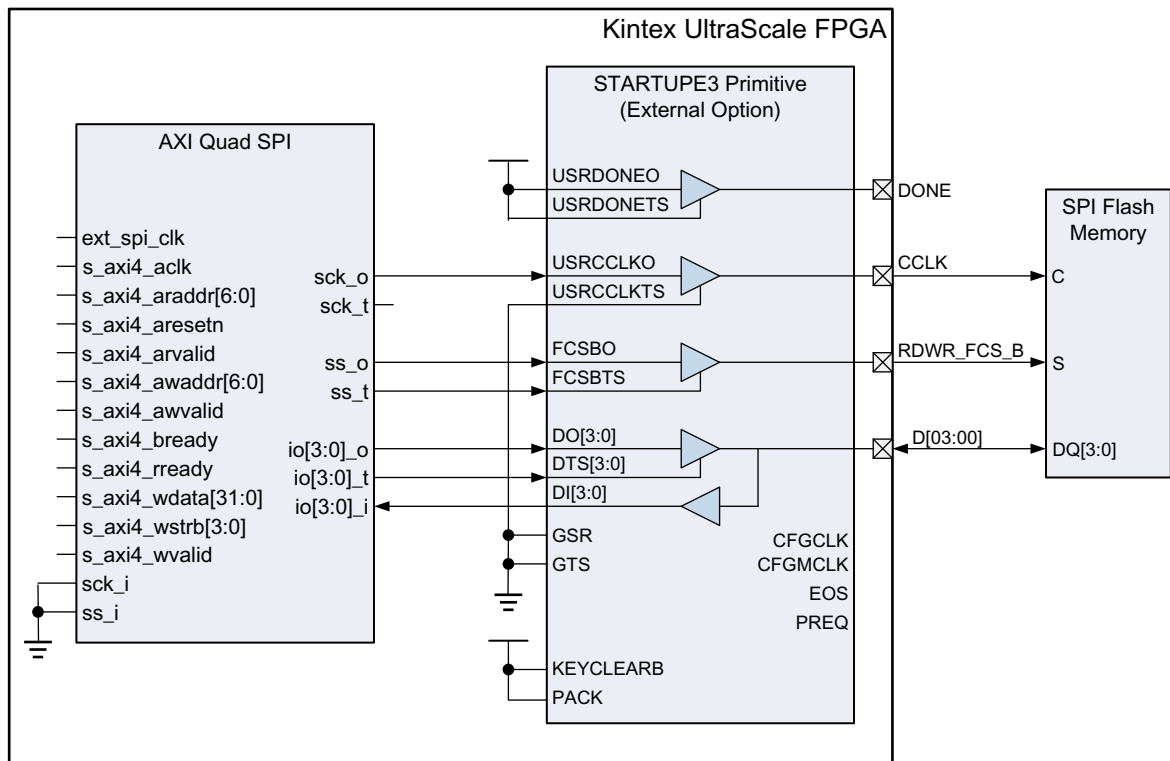 Kintex UltraScale FPGA
STARTUPE3 Primitive
(External Option)
AXI Quad SPI
ext_spi_clk
s_axi4_aclk
s_axi4_araddr[6:0]
s_axi4_aresetn
s_axi4_arvalid
s_axi4_awaddr[6:0]
s_axi4_awvalid
s_axi4_bready
s_axi4_rready
s_axi4_wdata[31:0]
s_axi4_wstrb[3:0]
s_axi4_wvalid
sck_i
ss_i
sck_o
sck_t
ss_o
ss_t
io[3:0]_o
io[3:0]_t
io[3:0]_i
USRDONEO
USRDONETS
USRCCLKO
USRCCLKTS
FCSBO
FCSBTS
DO[3:0]
DTS[3:0]
DI[3:0]
GSR
GTS
KEYCLEARB
PACK
CFGCLK
CFGMCLK
EOS
PREQ
DONE
CCLK
RDWR_FCS_B
D[03:00]
SPI Flash
Memory
C
S
DQ[3:0]